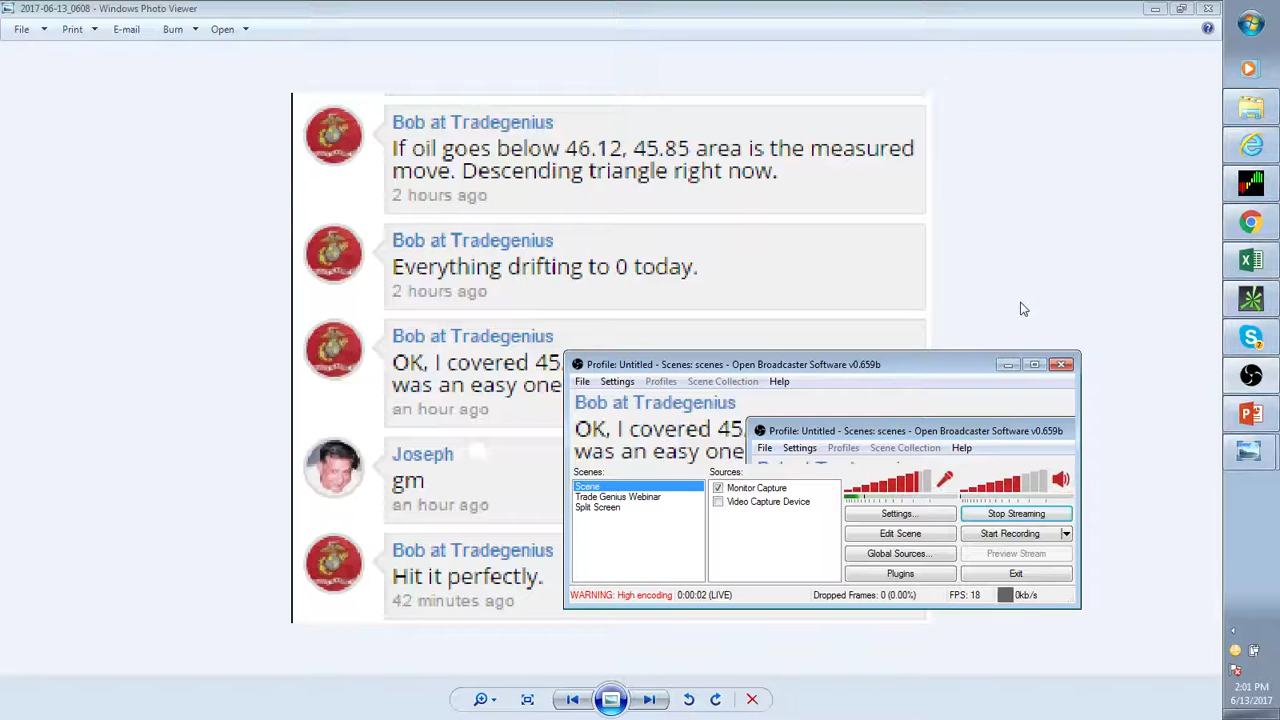 2017-06-13_0608 - Windows Photo Viewer
File Print E-mail Burn Open
Bob at Tradegenius
If oil goes below 46.12, 45.85 area is the measured
move. Descending triangle right now.
2 hours ago
Bob at Tradegenius
Everything drifting to 0 today.
2 hours ago
Bob at Tradegenius
OK, I covered 45.
was an easy one
an hour ago
Joseph
gm
an hour ago
Bob at Tradegenius
Hit it perfectly.
42 minutes ago
Profile: Untitled - Scenes: scenes - Open Broadcaster Software v0.659b
File Settings Profiles Scene Collection Help
Bob at Tradegenius
OK, I covered 45
was an easy one
Profile: Untitled - Scenes: scenes - Open Broadcaster Software v0.659b
File Settings Profiles Scene Collection Help
Scenes:
Scene
Trade Genius Webinar
Split Screen
Sources:
Monitor Capture
Video Capture Device
Settings... Stop Streaming
Edit Scene Start Recording
Global Sources... Preview Stream
Plugins Exit
WARNING: High encoding 0:00:02 (LIVE) Dropped Frames: 0 (0.00%) FPS: 18 0kb/s
2:01 PM
6/13/2017